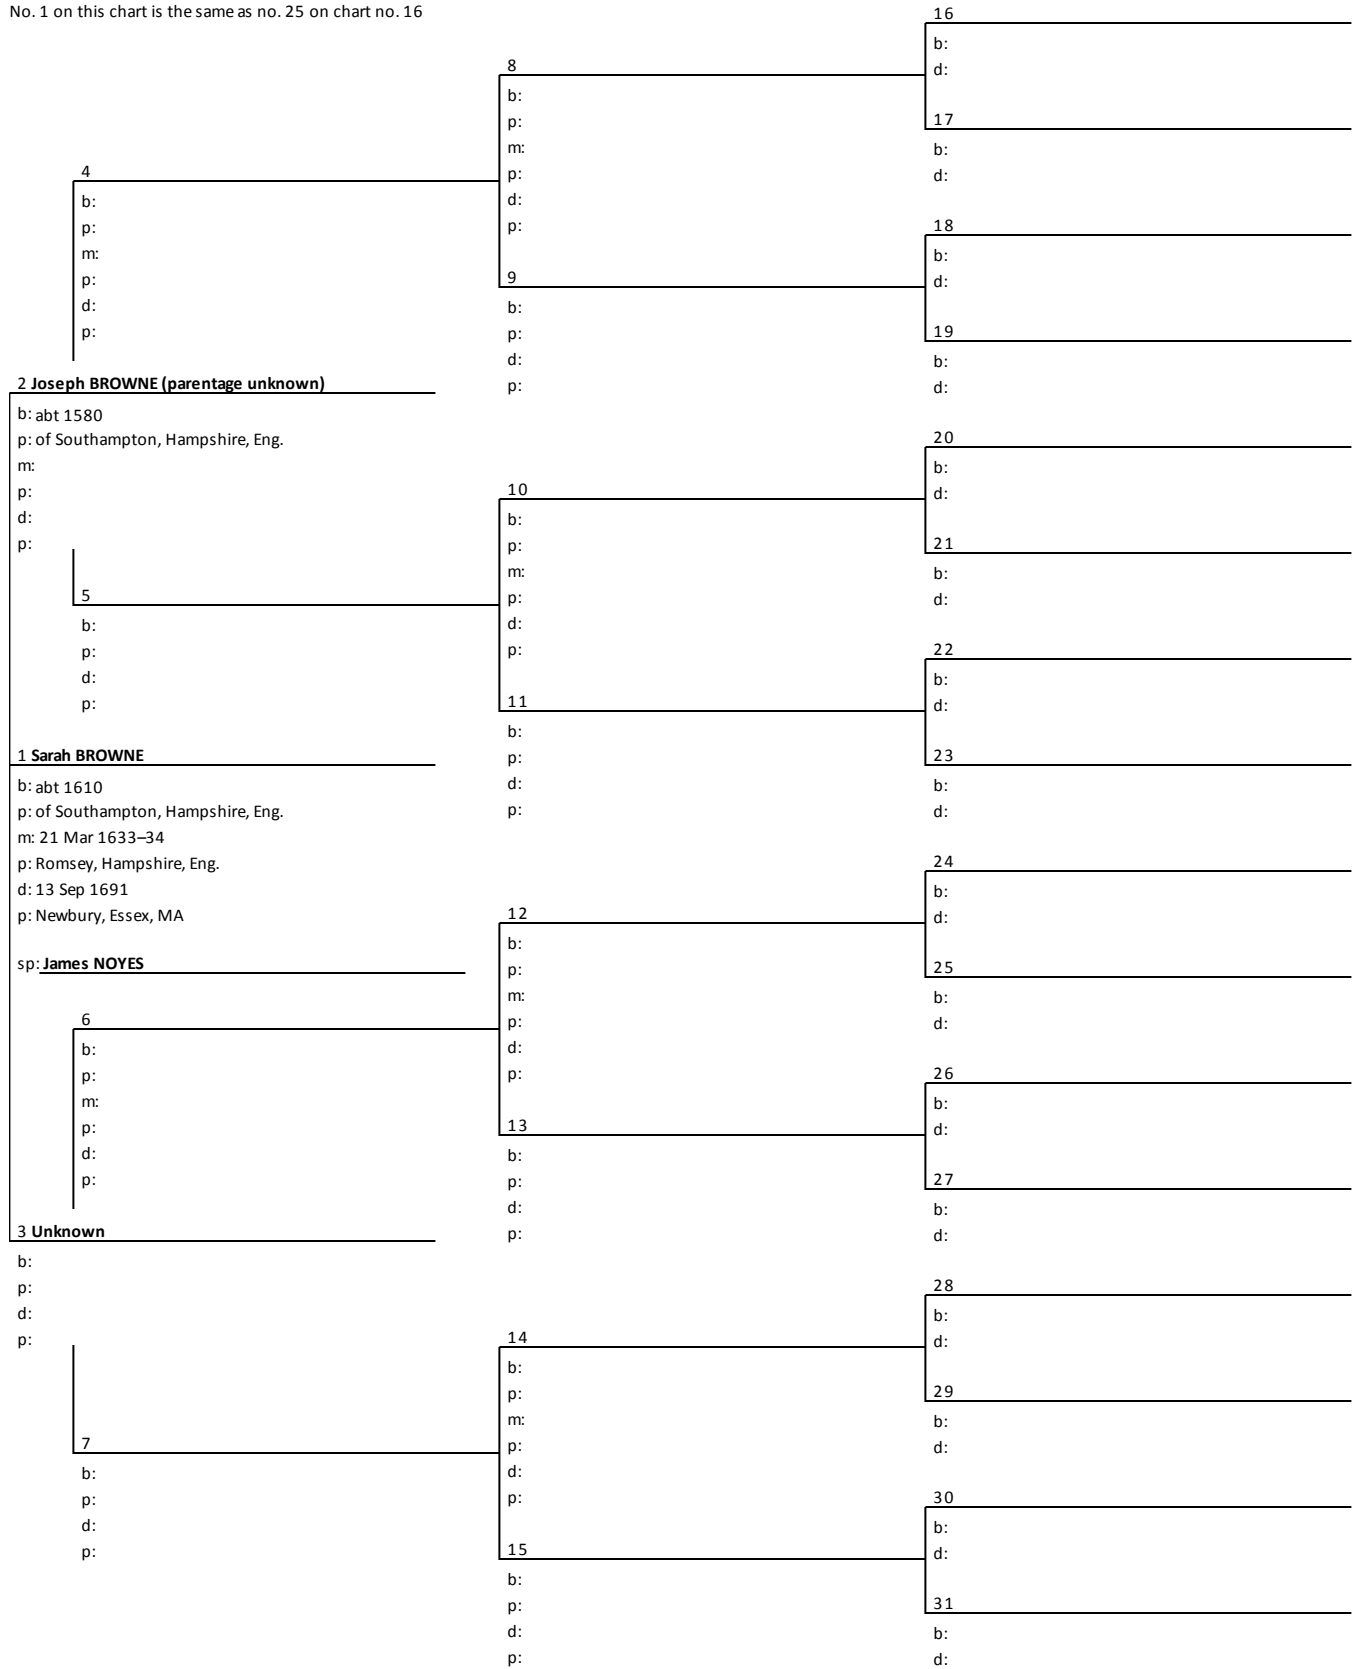 No. 1 on this chart is the same as no. 25 on chart no. 16
16
b:
d:
8
b:
p:
m:
p:
d:
p:
17
b:
d:
4
b:
p:
m:
p:
d:
p:
18
b:
d:
9
b:
p:
d:
p:
19
b:
d:
2 Joseph BROWNE (parentage unknown)
b: abt 1580
p: of Southampton, Hampshire, Eng.
m:
p:
d:
p:
20
b:
d:
10
b:
p:
m:
p:
d:
p:
21
b:
d:
5
b:
p:
d:
p:
22
b:
d:
11
b:
p:
d:
p:
23
b:
d:
1 Sarah BROWNE
b: abt 1610
p: of Southampton, Hampshire, Eng.
m: 21 Mar 1633–34
p: Romsey, Hampshire, Eng.
d: 13 Sep 1691
p: Newbury, Essex, MA
sp: James NOYES
24
b:
d:
12
b:
p:
m:
p:
d:
p:
25
b:
d:
6
b:
p:
m:
p:
d:
p:
26
b:
d:
13
b:
p:
d:
p:
27
b:
d:
3 Unknown
b:
p:
d:
p:
28
b:
d:
14
b:
p:
m:
p:
d:
p:
29
b:
d:
7
b:
p:
d:
p:
30
b:
d:
15
b:
p:
d:
p:
31
b:
d: